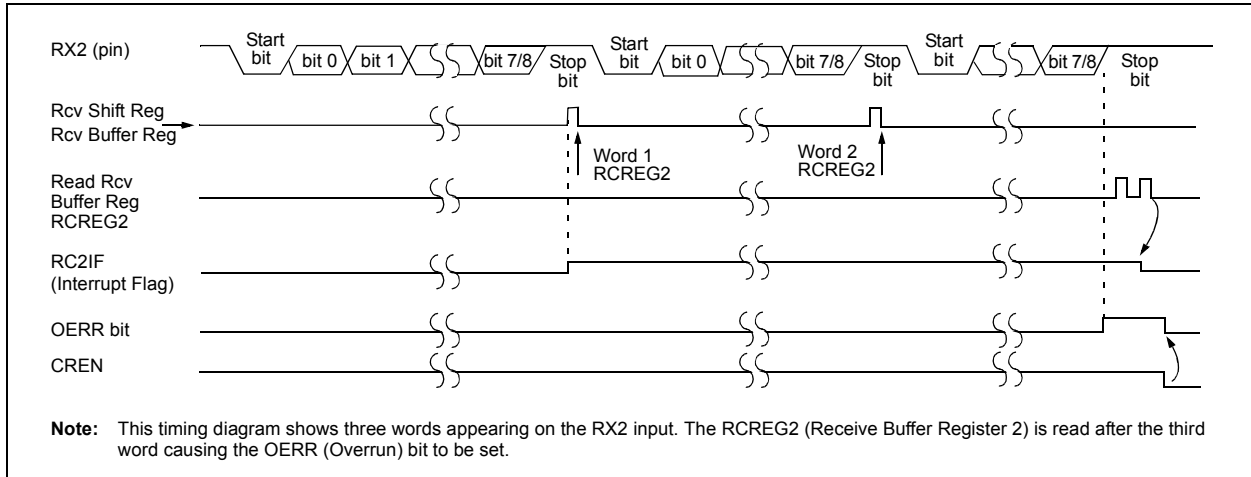 RX2 (pin)
Start bit
bit 0
bit 1
bit 7/8
Stop bit
Start bit
bit 0
bit 7/8
Stop bit
Start bit
bit 7/8
Stop bit
Rcv Shift Reg
Rcv Buffer Reg
Word 1
RCREG2
Word 2
RCREG2
Read Rcv
Buffer Reg
RCREG2
RC2IF
(Interrupt Flag)
OERR bit
CREN
Note: This timing diagram shows three words appearing on the RX2 input. The RCREG2 (Receive Buffer Register 2) is read after the third
word causing the OERR (Overrun) bit to be set.